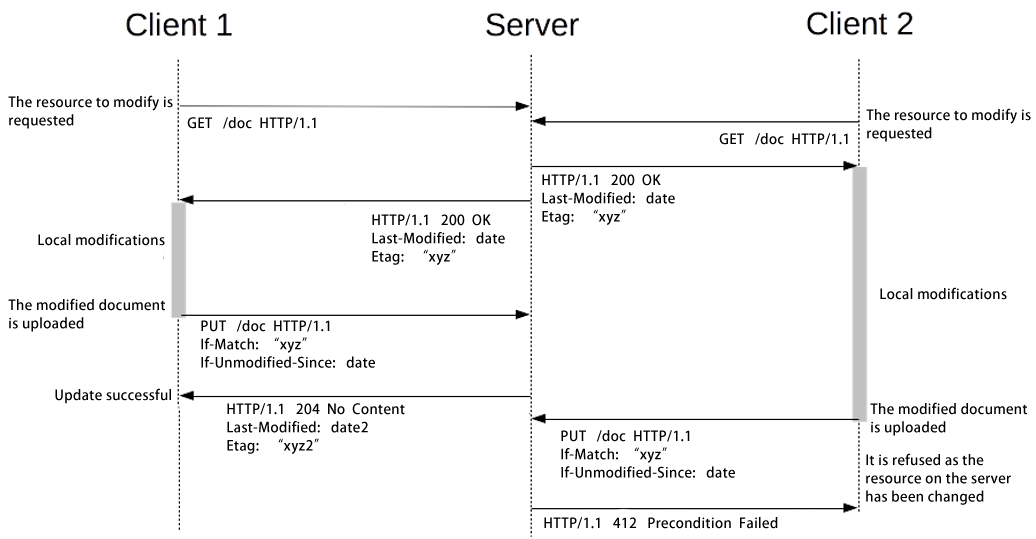 Client 1
Server
Client 2
The resource to modify is
requested
GET /doc HTTP/1.1
The resource to modify is
requested
GET /doc HTTP/1.1
HTTP/1.1 200 OK
Last-Modified: date
Etag: “xyz”
HTTP/1.1 200 OK
Last-Modified: date
Etag: “xyz”
Local modifications
Local modifications
The modified document
is uploaded
PUT /doc HTTP/1.1
If-Match: “xyz”
If-Unmodified-Since: date
Update successful
HTTP/1.1 204 No Content
Last-Modified: date2
Etag: “xyz2”
The modified document
is uploaded
PUT /doc HTTP/1.1
If-Match: “xyz”
If-Unmodified-Since: date
It is refused as the
resource on the server
has been changed
HTTP/1.1 412 Precondition Failed